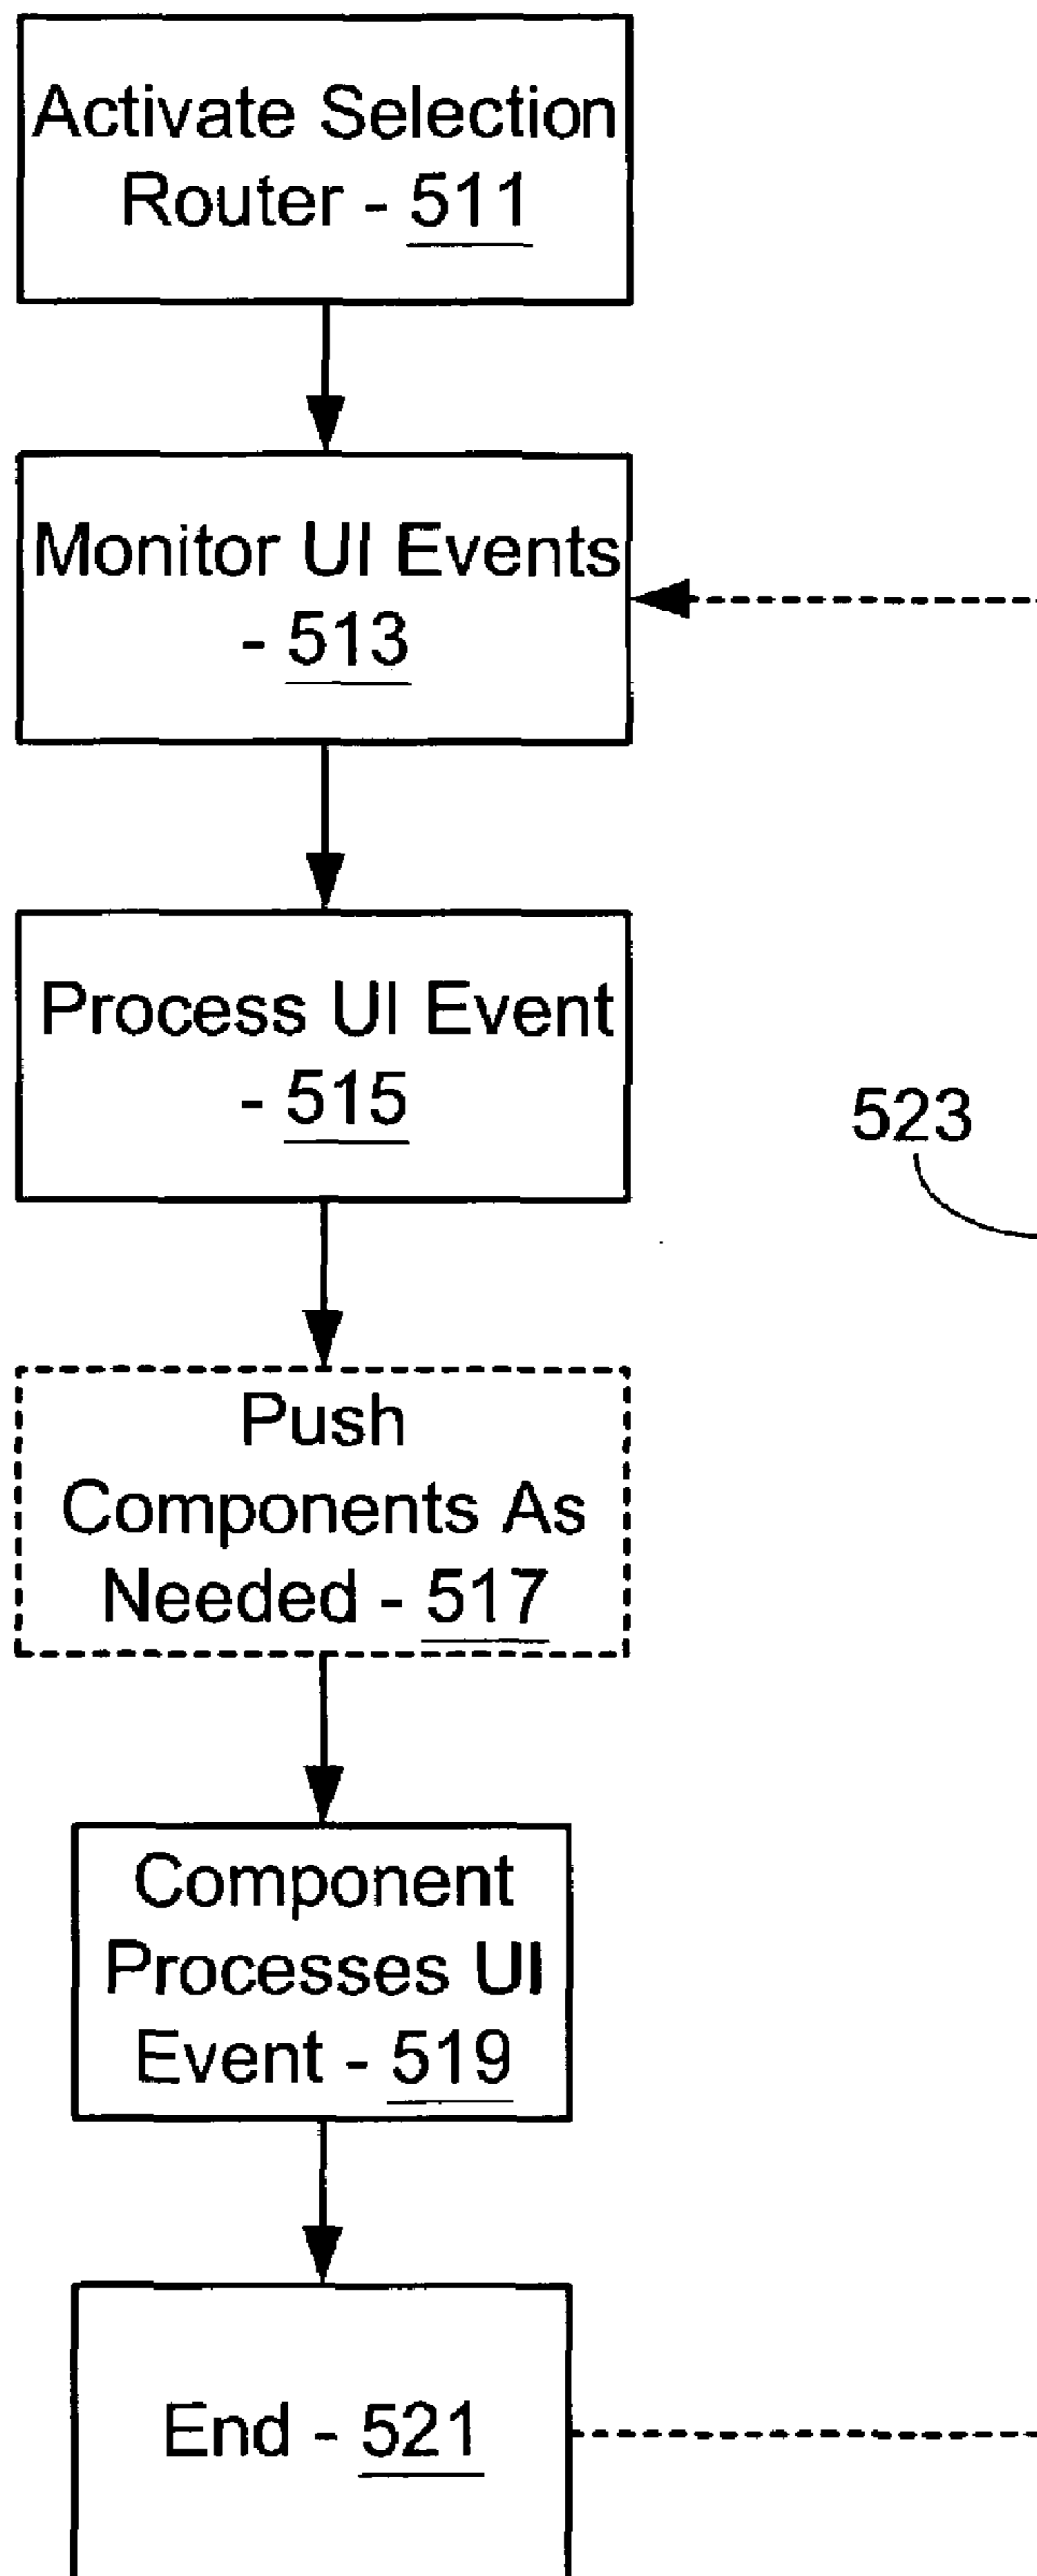 Activate Selection
Router - 511
Monitor UI Events
- 513
Process UI Event
- 515
523
Push
Components As
Needed - 517
Component
Processes UI
Event - 519
End - 521